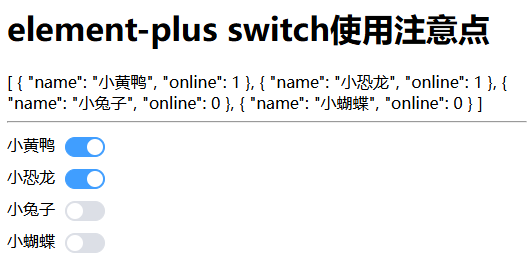 element-plus switch使用注意点
[ { "name": "小黄鸭", "online": 1 }, { "name": "小恐龙", "online": 1 }, {
"name": "小兔子", "online": 0 }, { "name": "小蝴蝶", "online": 0 } ]
小黄鸭
小恐龙
小兔子
小蝴蝶